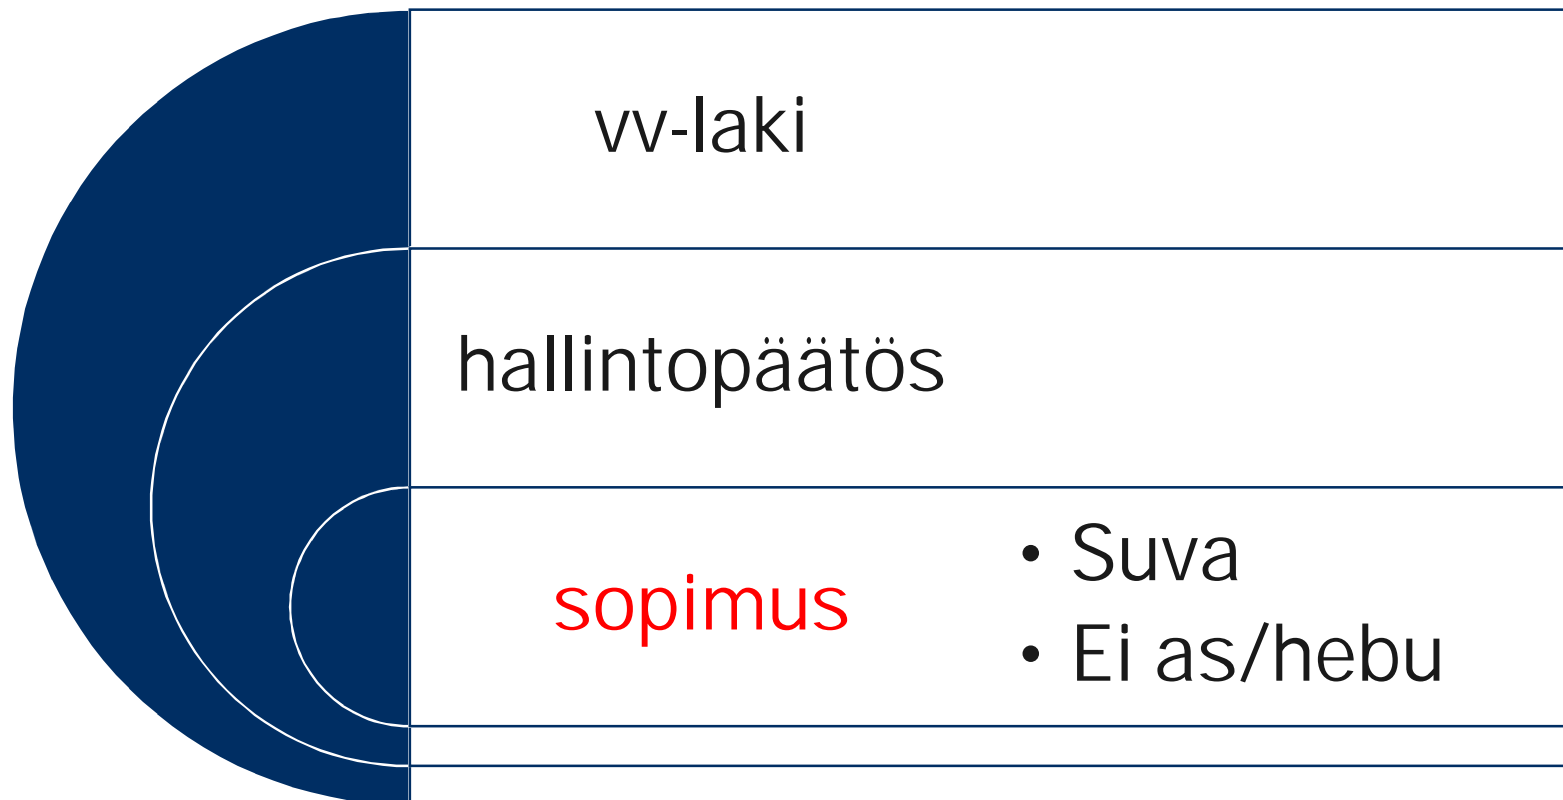 vv-laki
hallintopäätös
sopimus
• Suva
• Ei as/hebu